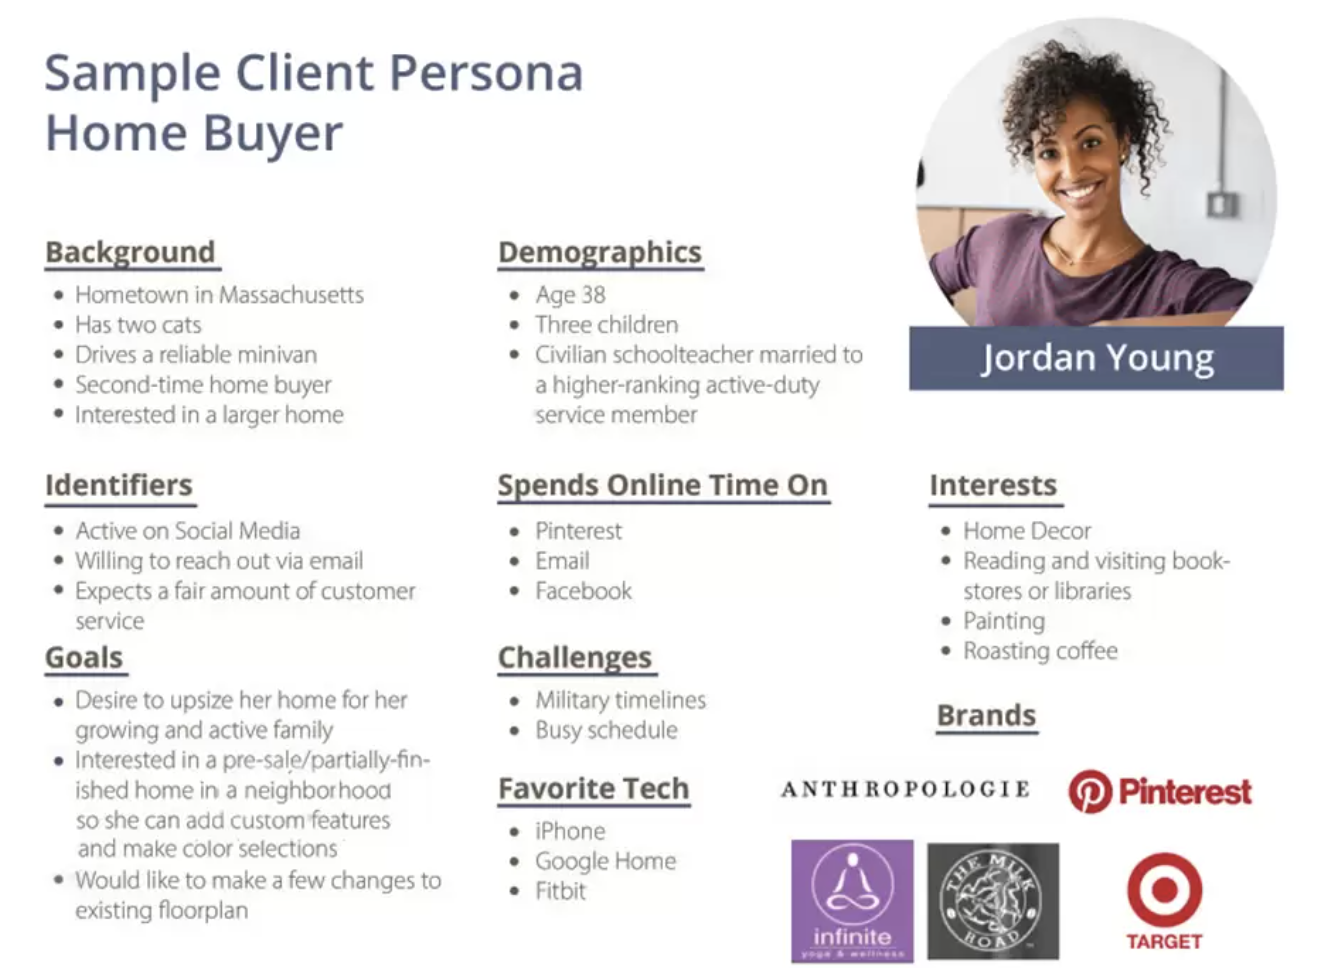 Sample Client Persona
Home Buyer
Jordan Young
Background
• Hometown in Massachusetts
• Has two cats
• Drives a reliable minivan
• Second-time home buyer
• Interested in a larger home
Demographics
• Age 38
• Three children
• Civilian schoolteacher married to
a higher-ranking active-duty
service member
Identifiers
• Active on Social Media
• Willing to reach out via email
• Expects a fair amount of customer
service
Spends Online Time On
• Pinterest
• Email
• Facebook
Interests
• Home Decor
• Reading and visiting book-
stores or libraries
• Painting
• Roasting coffee
Goals
• Desire to upsize her home for her
growing and active family
• Interested in a pre-sale/partially-fin-
ished home in a neighborhood
so she can add custom features
and make color selections
• Would like to make a few changes to
existing floorplan
Challenges
• Military timelines
• Busy schedule
Favorite Tech
• iPhone
• Google Home
• Fitbit
Brands
ANTHROPOLOGIE
Pinterest
infinite
yoga & wellness
THE MILK
ROAD
TARGET